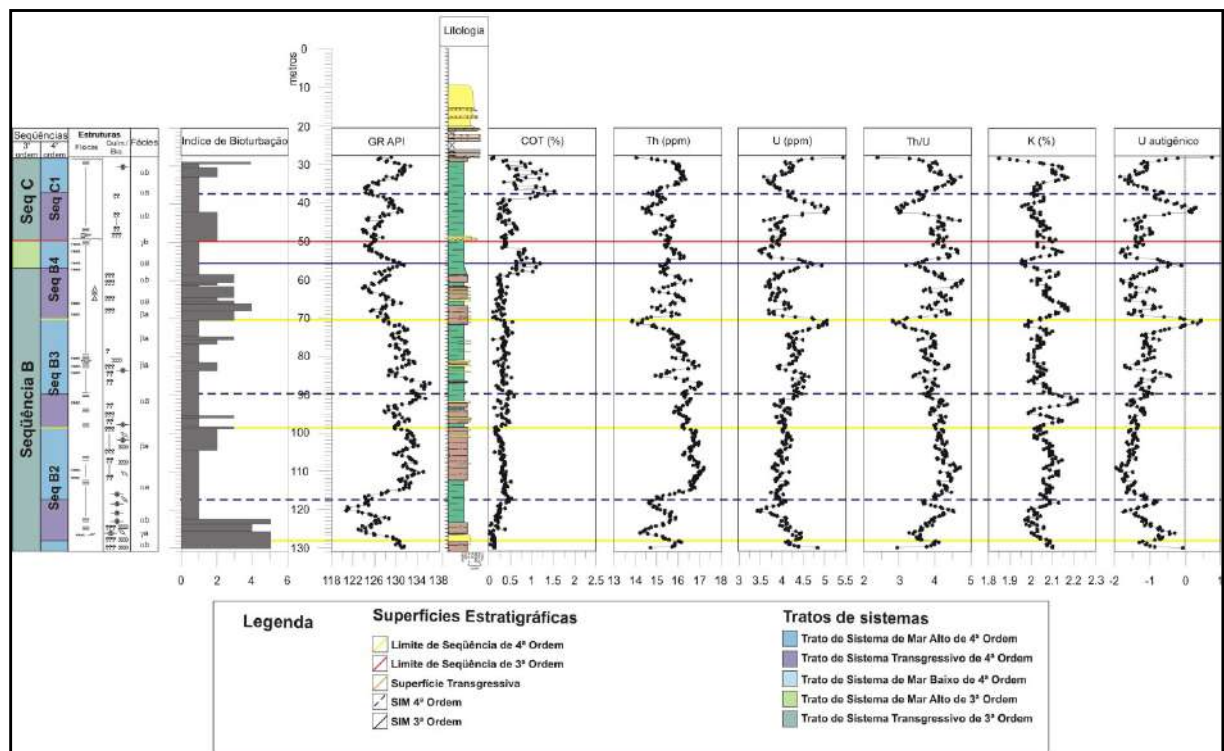 Litologia
metros
0
10
20
30
40
50
60
70
80
90
100
110
120
130
Seqüências
3ª ordem
4ª ordem
Estruturas
Físicas
Quím./ Bio
Fácies
Indice de Bioturbação
GR API
COT (%)
Th (ppm)
U (ppm)
Th/U
K (%)
U autigênico
Seq C
Seq C1
Seqüência B
Seq B4
Seq B3
Seq B2
0 2 4 6
118 122 126 130 134 138
0 0.5 1 1.5 2 2.5
13 14 15 16 17 18
3 3.5 4 4.5 5 5.5
2 3 4 5
1.8 1.9 2 2.1 2.2 2.3
-2 -1 0 1
Legenda
Superfícies Estratigráficas
Limite de Seqüência de 4ª Ordem
Limite de Seqüência de 3ª Ordem
Superfície Transgressiva
SIM 4ª Ordem
SIM 3ª Ordem
Tratos de sistemas
Trato de Sistema de Mar Alto de 4ª Ordem
Trato de Sistema Transgressivo de 4ª Ordem
Trato de Sistema de Mar Baixo de 4ª Ordem
Trato de Sistema de Mar Alto de 3ª Ordem
Trato de Sistema Transgressivo de 3ª Ordem